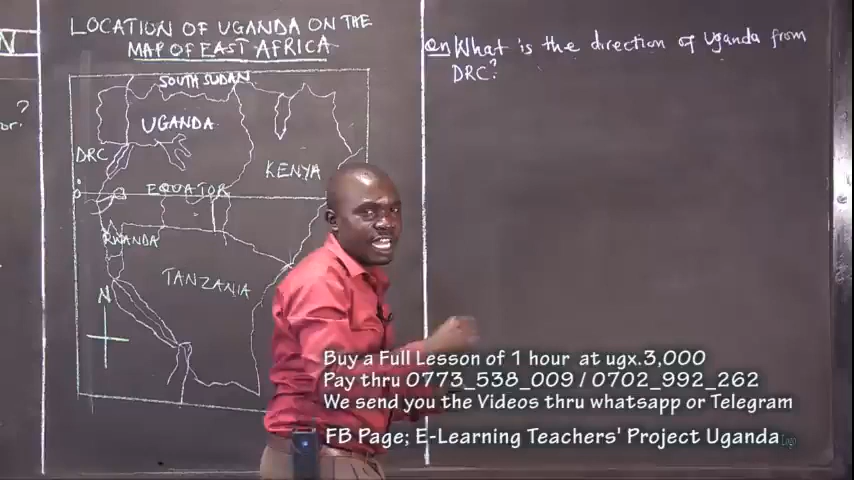 LOCATION OF UGANDA ON THE
MAP OF EAST AFRICA
N
?
or.
SOUTH SUDAN
UGANDA
DRC
KENYA
0°
EQUATOR
RWANDA
TANZANIA
N
Qn What is the direction of Uganda from
DRC?
Buy a Full Lesson of 1 hour at ugx.3,000
Pay thru 0773_538_009 / 0702_992_262
We send you the Videos thru whatsapp or Telegram
FB Page; E-Learning Teachers' Project Uganda